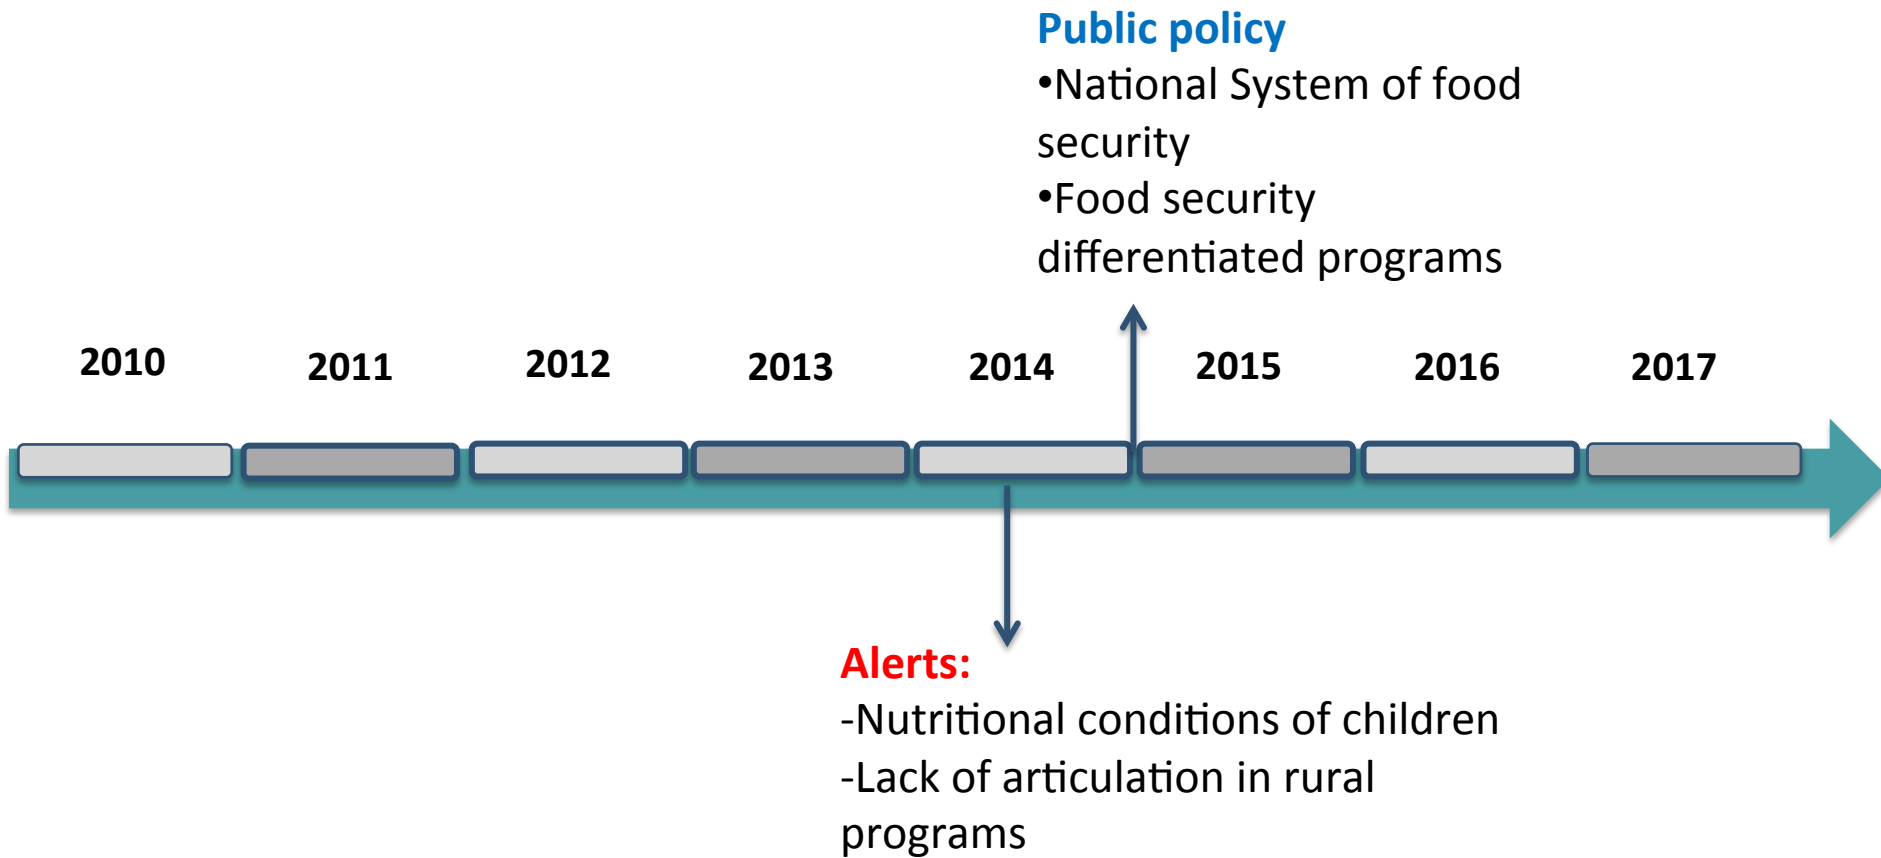 Public policy
•National System of food
security
•Food security
differentiated programs
2010 2011 2012 2013 2014 2015 2016 2017
Alerts:
-Nutritional conditions of children
-Lack of articulation in rural
programs